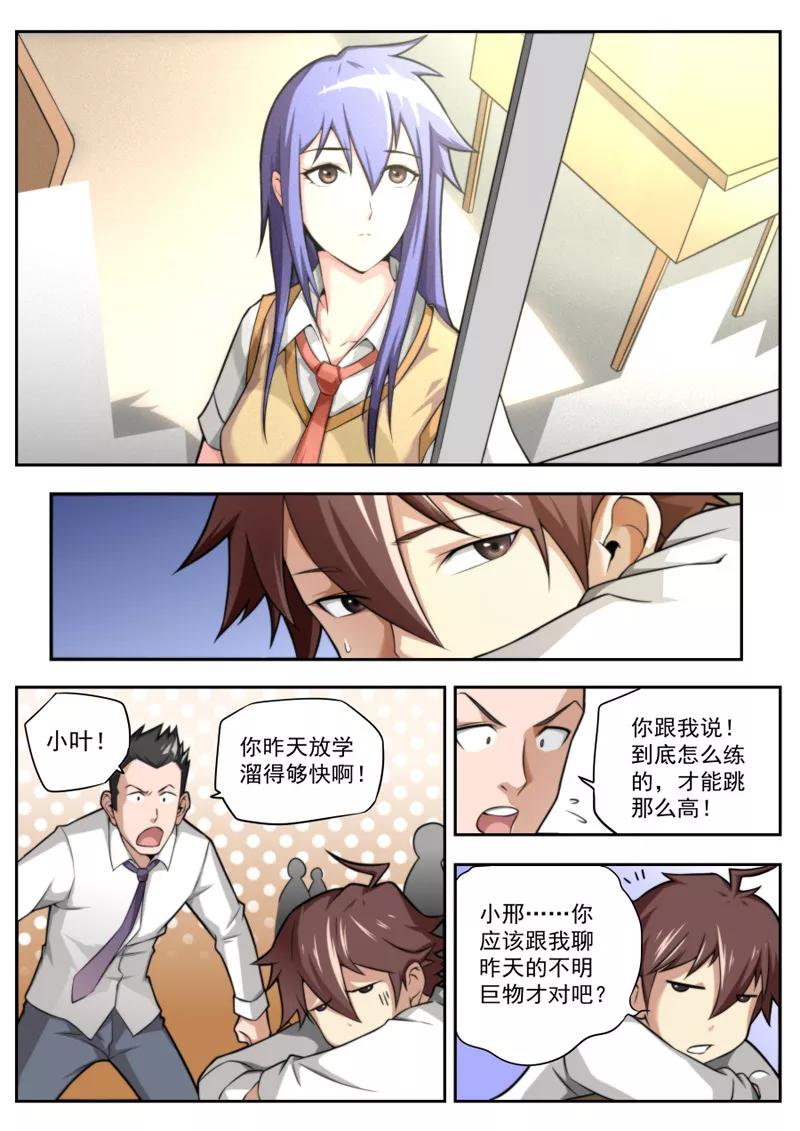 小叶！
你昨天放学
溜得够快啊！
你跟我说！
到底怎么练
的，才能跳
那么高！
小邢……你
应该跟我聊
昨天的不明
巨物才对吧？